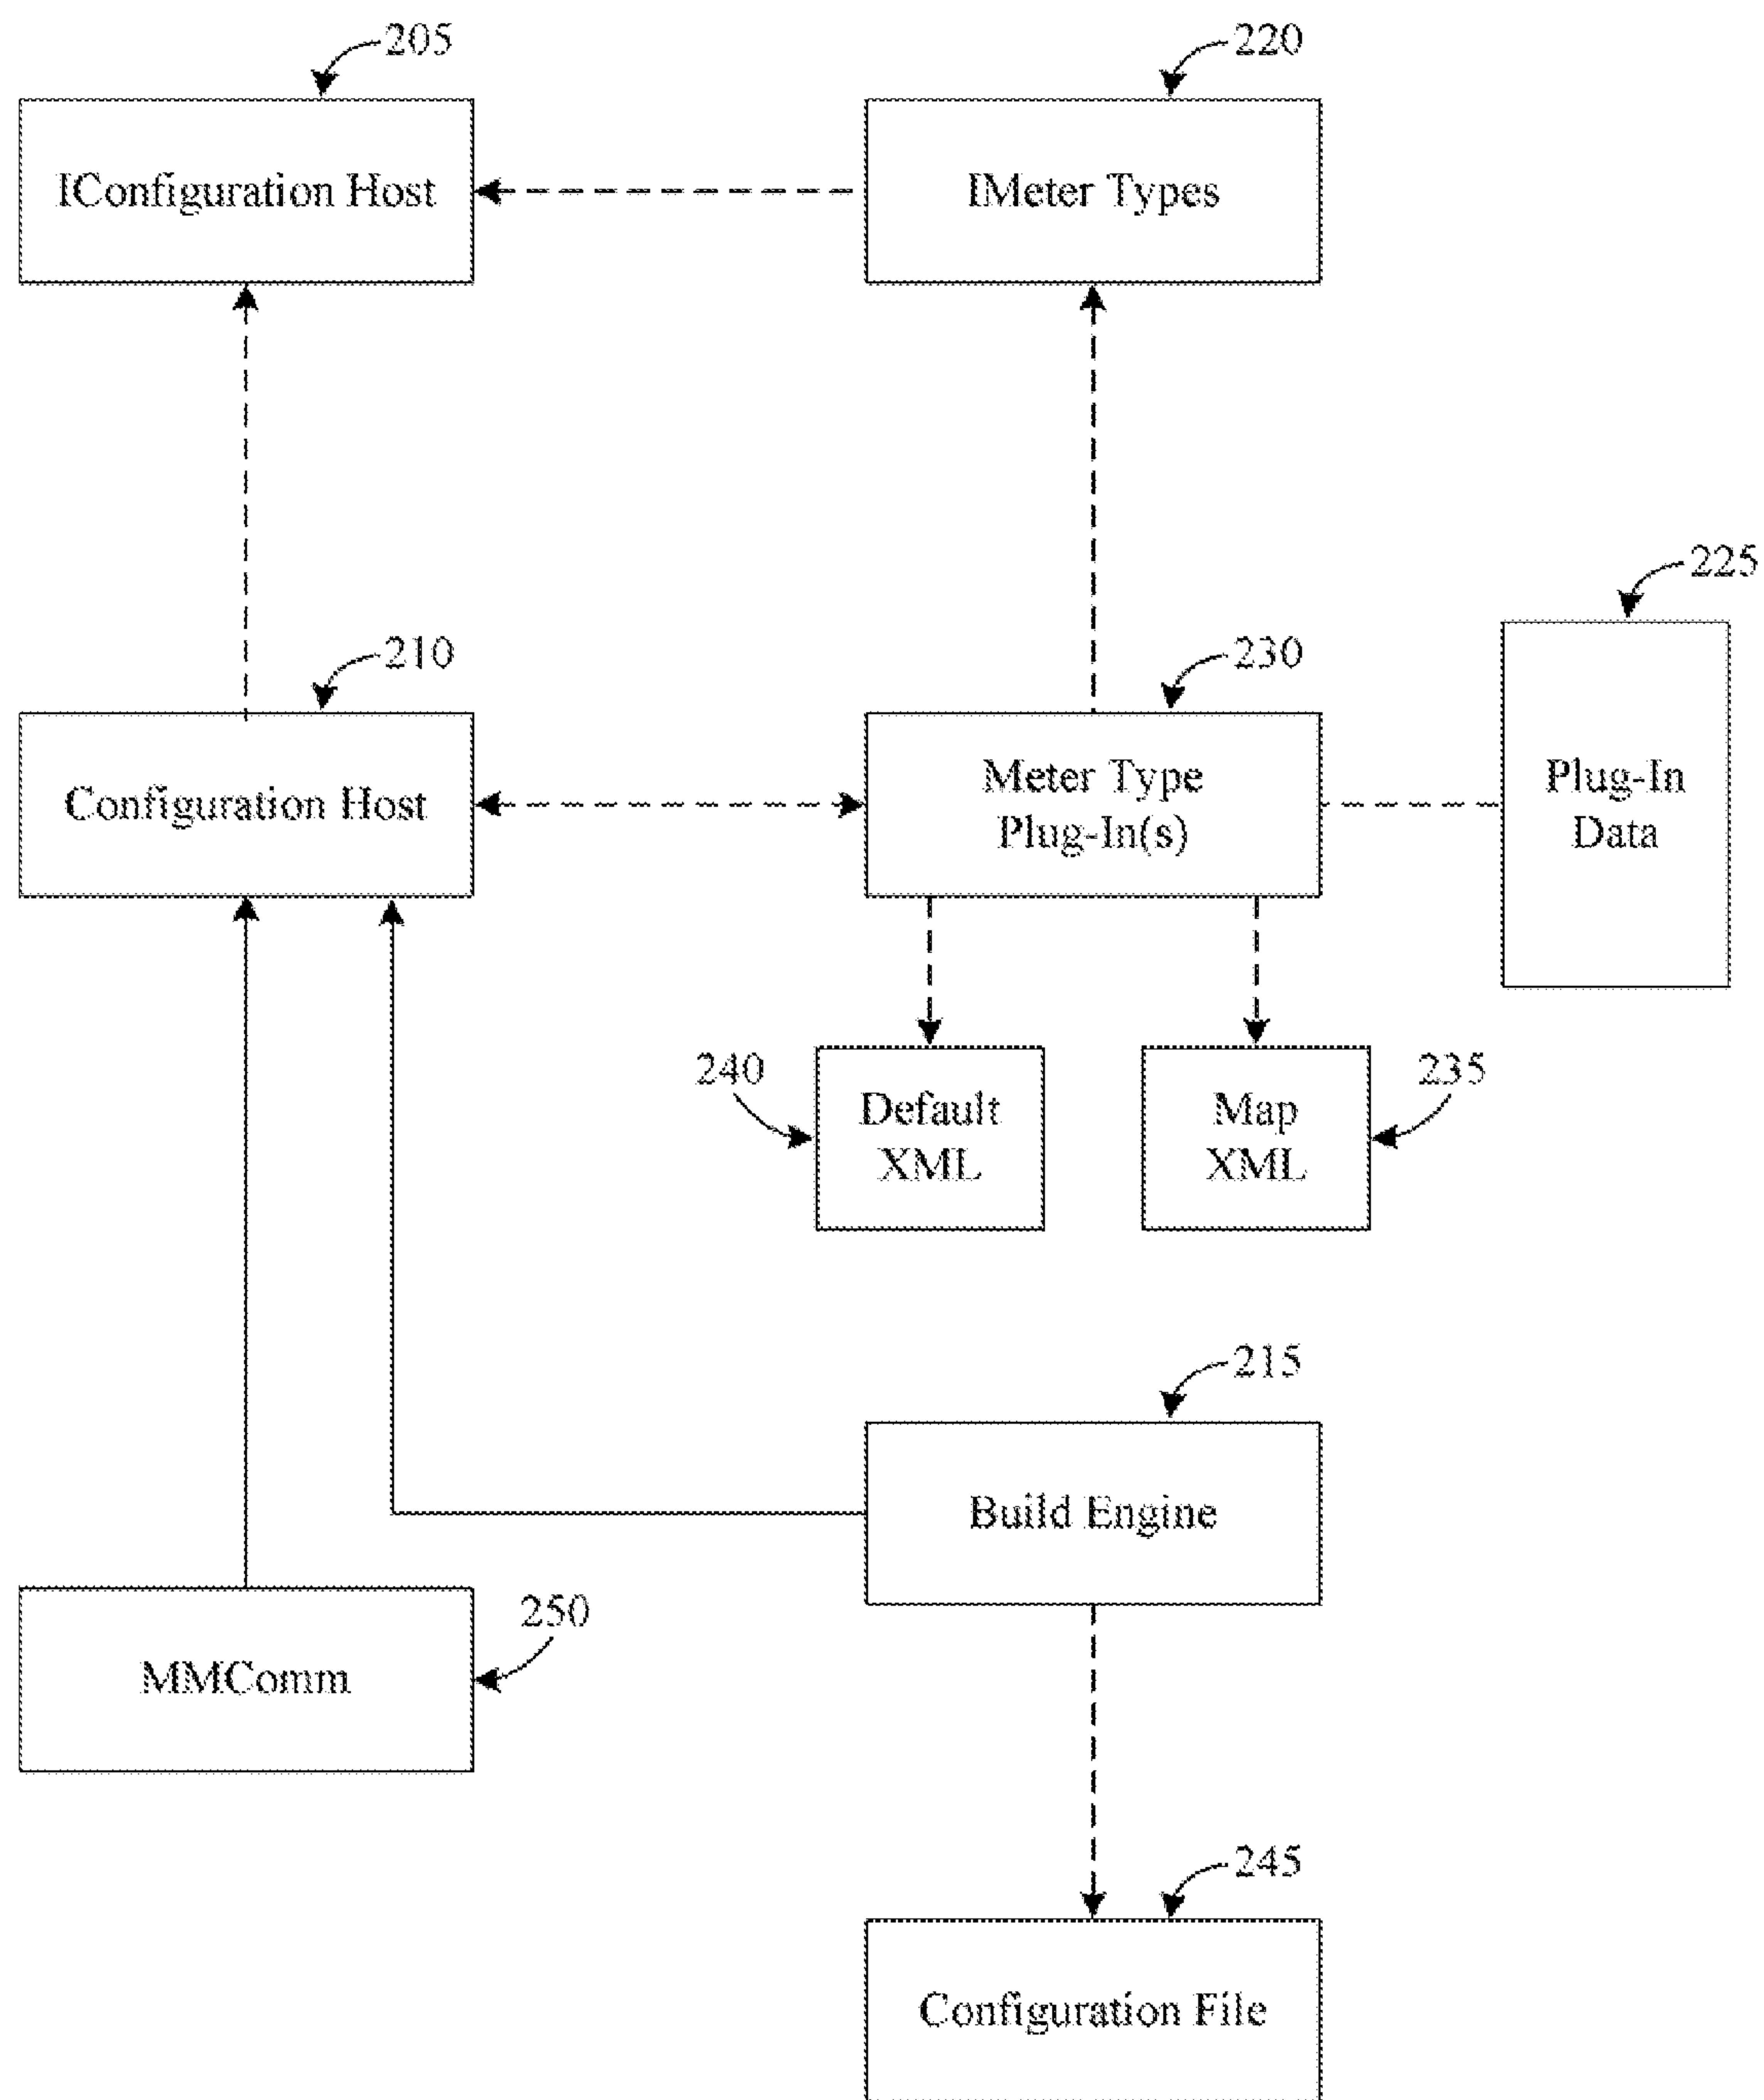 205
220
IConfiguration Host
IMeter Types
225
210
230
Configuration Host
Meter Type
Plug-In(s)
Plug-In
Data
240
235
Default
XML
Map
XML
215
Build Engine
250
MMComm
245
Configuration File